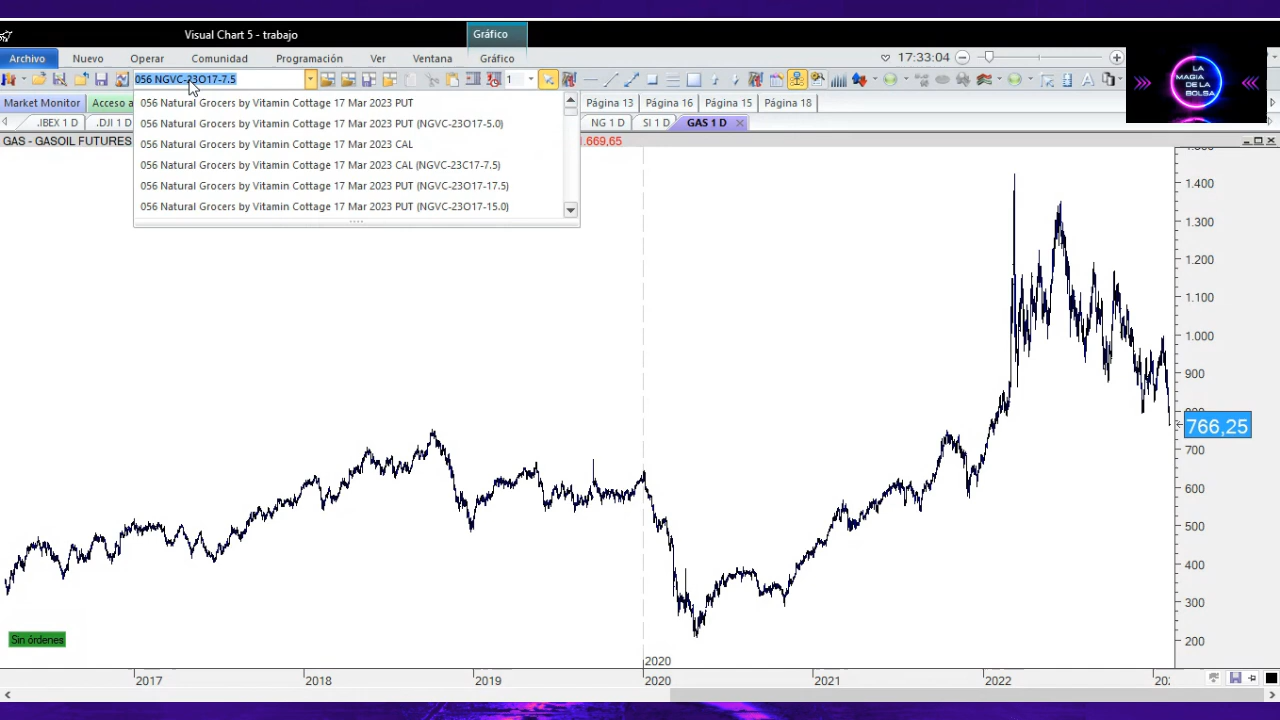 Visual Chart 5 - trabajo
Gráfico
Archivo Nuevo Operar Comunidad Programación Ver Ventana Gráfico
17:33:04
056 NGVC-23O17-7.5
1
Market Monitor
Acceso a
056 Natural Grocers by Vitamin Cottage 17 Mar 2023 PUT
056 Natural Grocers by Vitamin Cottage 17 Mar 2023 PUT (NGVC-23O17-5.0)
056 Natural Grocers by Vitamin Cottage 17 Mar 2023 CAL
056 Natural Grocers by Vitamin Cottage 17 Mar 2023 CAL (NGVC-23C17-7.5)
056 Natural Grocers by Vitamin Cottage 17 Mar 2023 PUT (NGVC-23O17-17.5)
056 Natural Grocers by Vitamin Cottage 17 Mar 2023 PUT (NGVC-23O17-15.0)
Página 13 Página 16 Página 15 Página 18
.IBEX 1 D .DJI 1 D
NG 1 D SI 1 D GAS 1 D
GAS - GASOIL FUTURES
1.669,65
LA
MAGIA
DE LA
BOLSA
1.400
1.300
1.200
1.100
1.000
900
766,25
700
600
500
400
300
200
Sin órdenes
2020
2017 2018 2019 2020 2021 2022